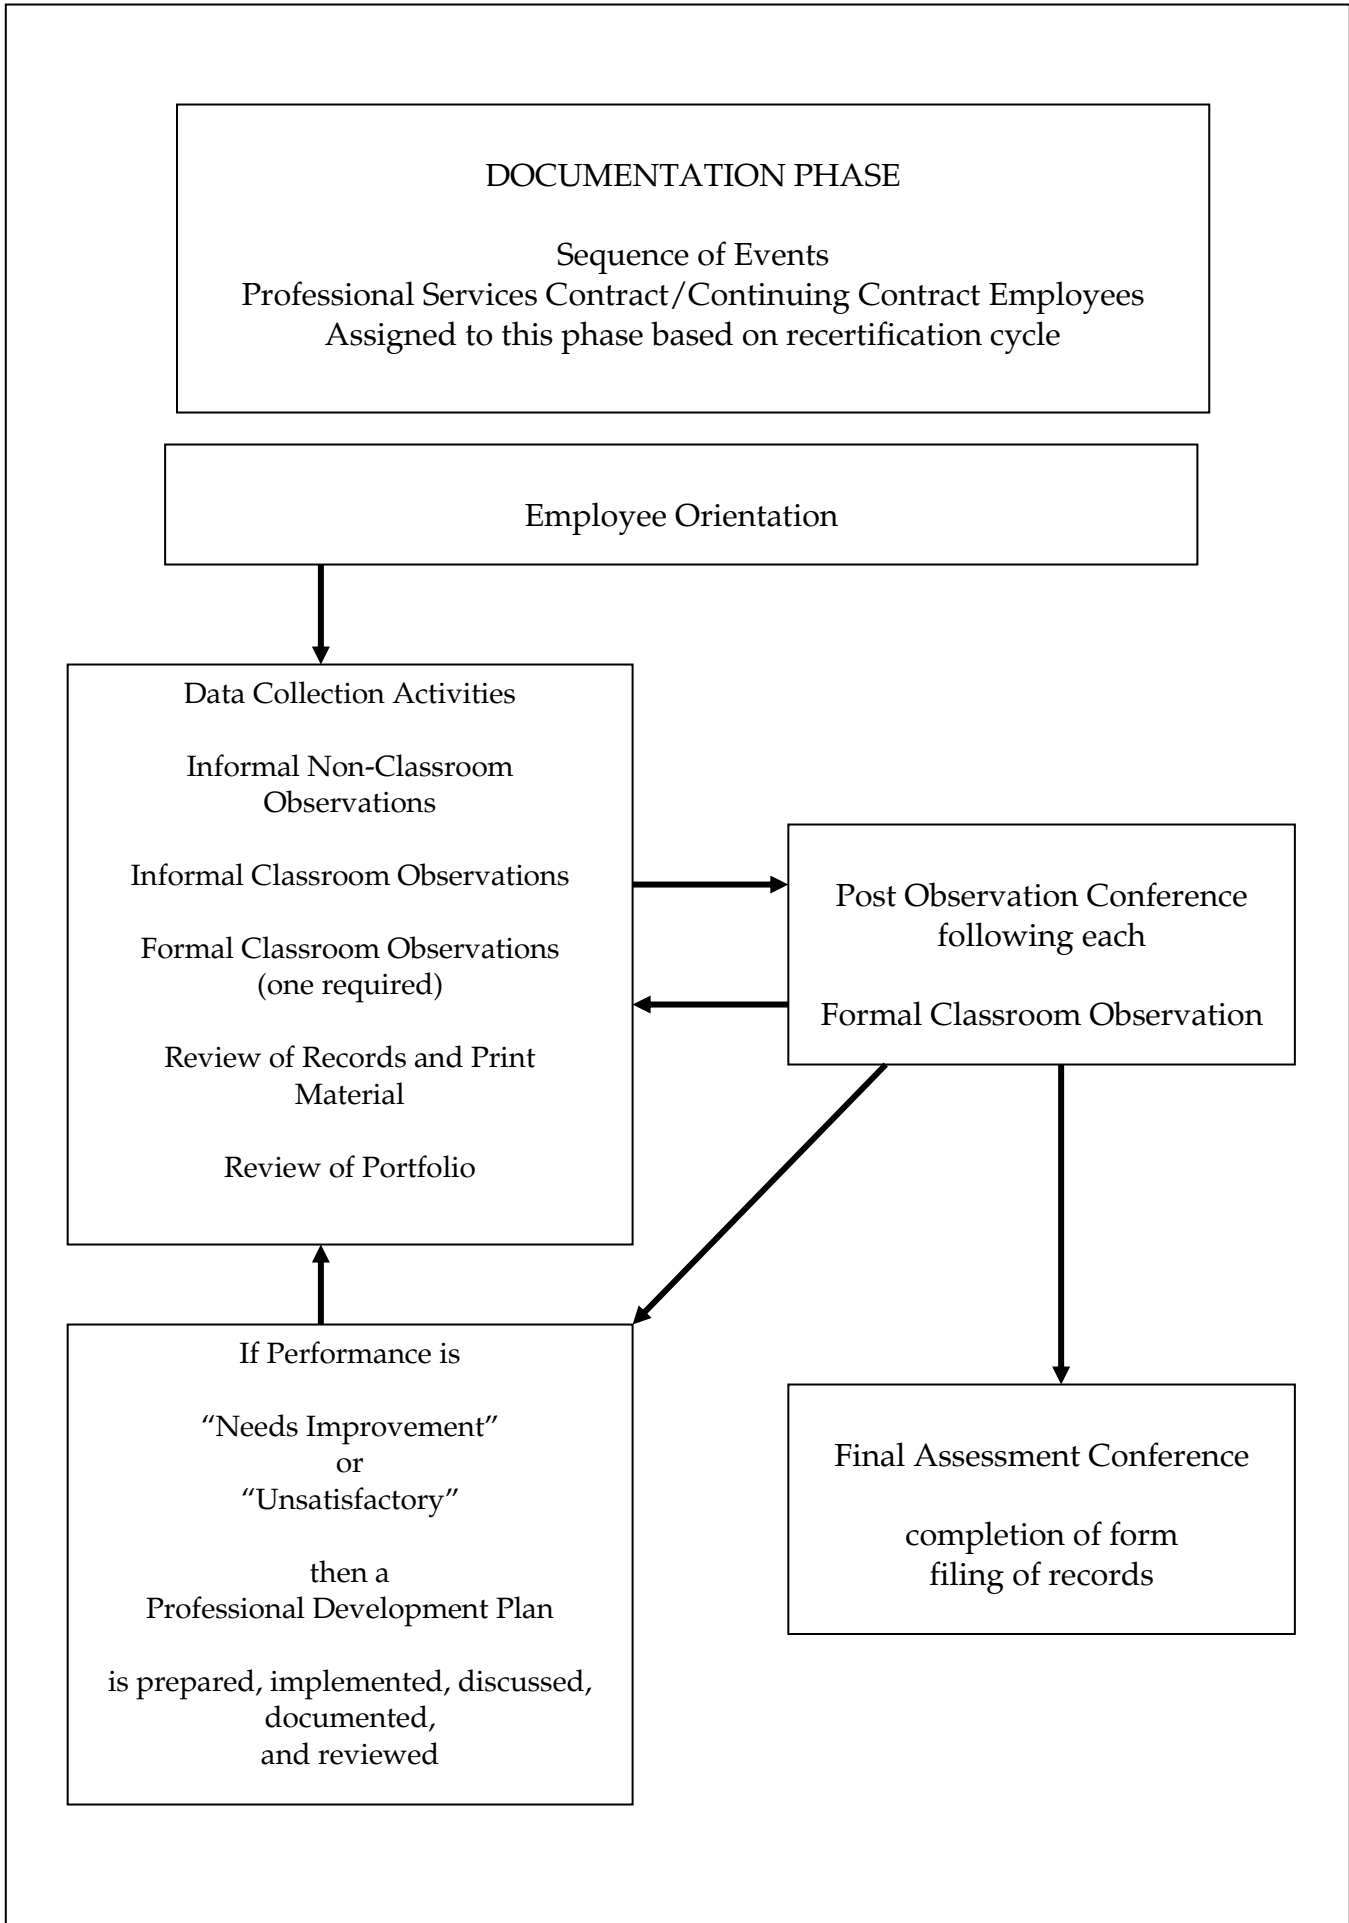 DOCUMENTATION PHASE
Sequence of Events
Professional Services Contract/Continuing Contract Employees
Assigned to this phase based on recertification cycle
Employee Orientation
Data Collection Activities
Informal Non-Classroom
Observations
Informal Classroom Observations
Formal Classroom Observations
(one required)
Review of Records and Print
Material
Review of Portfolio
Post Observation Conference
following each
Formal Classroom Observation
If Performance is
“Needs Improvement”
or
“Unsatisfactory”
then a
Professional Development Plan
is prepared, implemented, discussed,
documented,
and reviewed
Final Assessment Conference
completion of form
filing of records